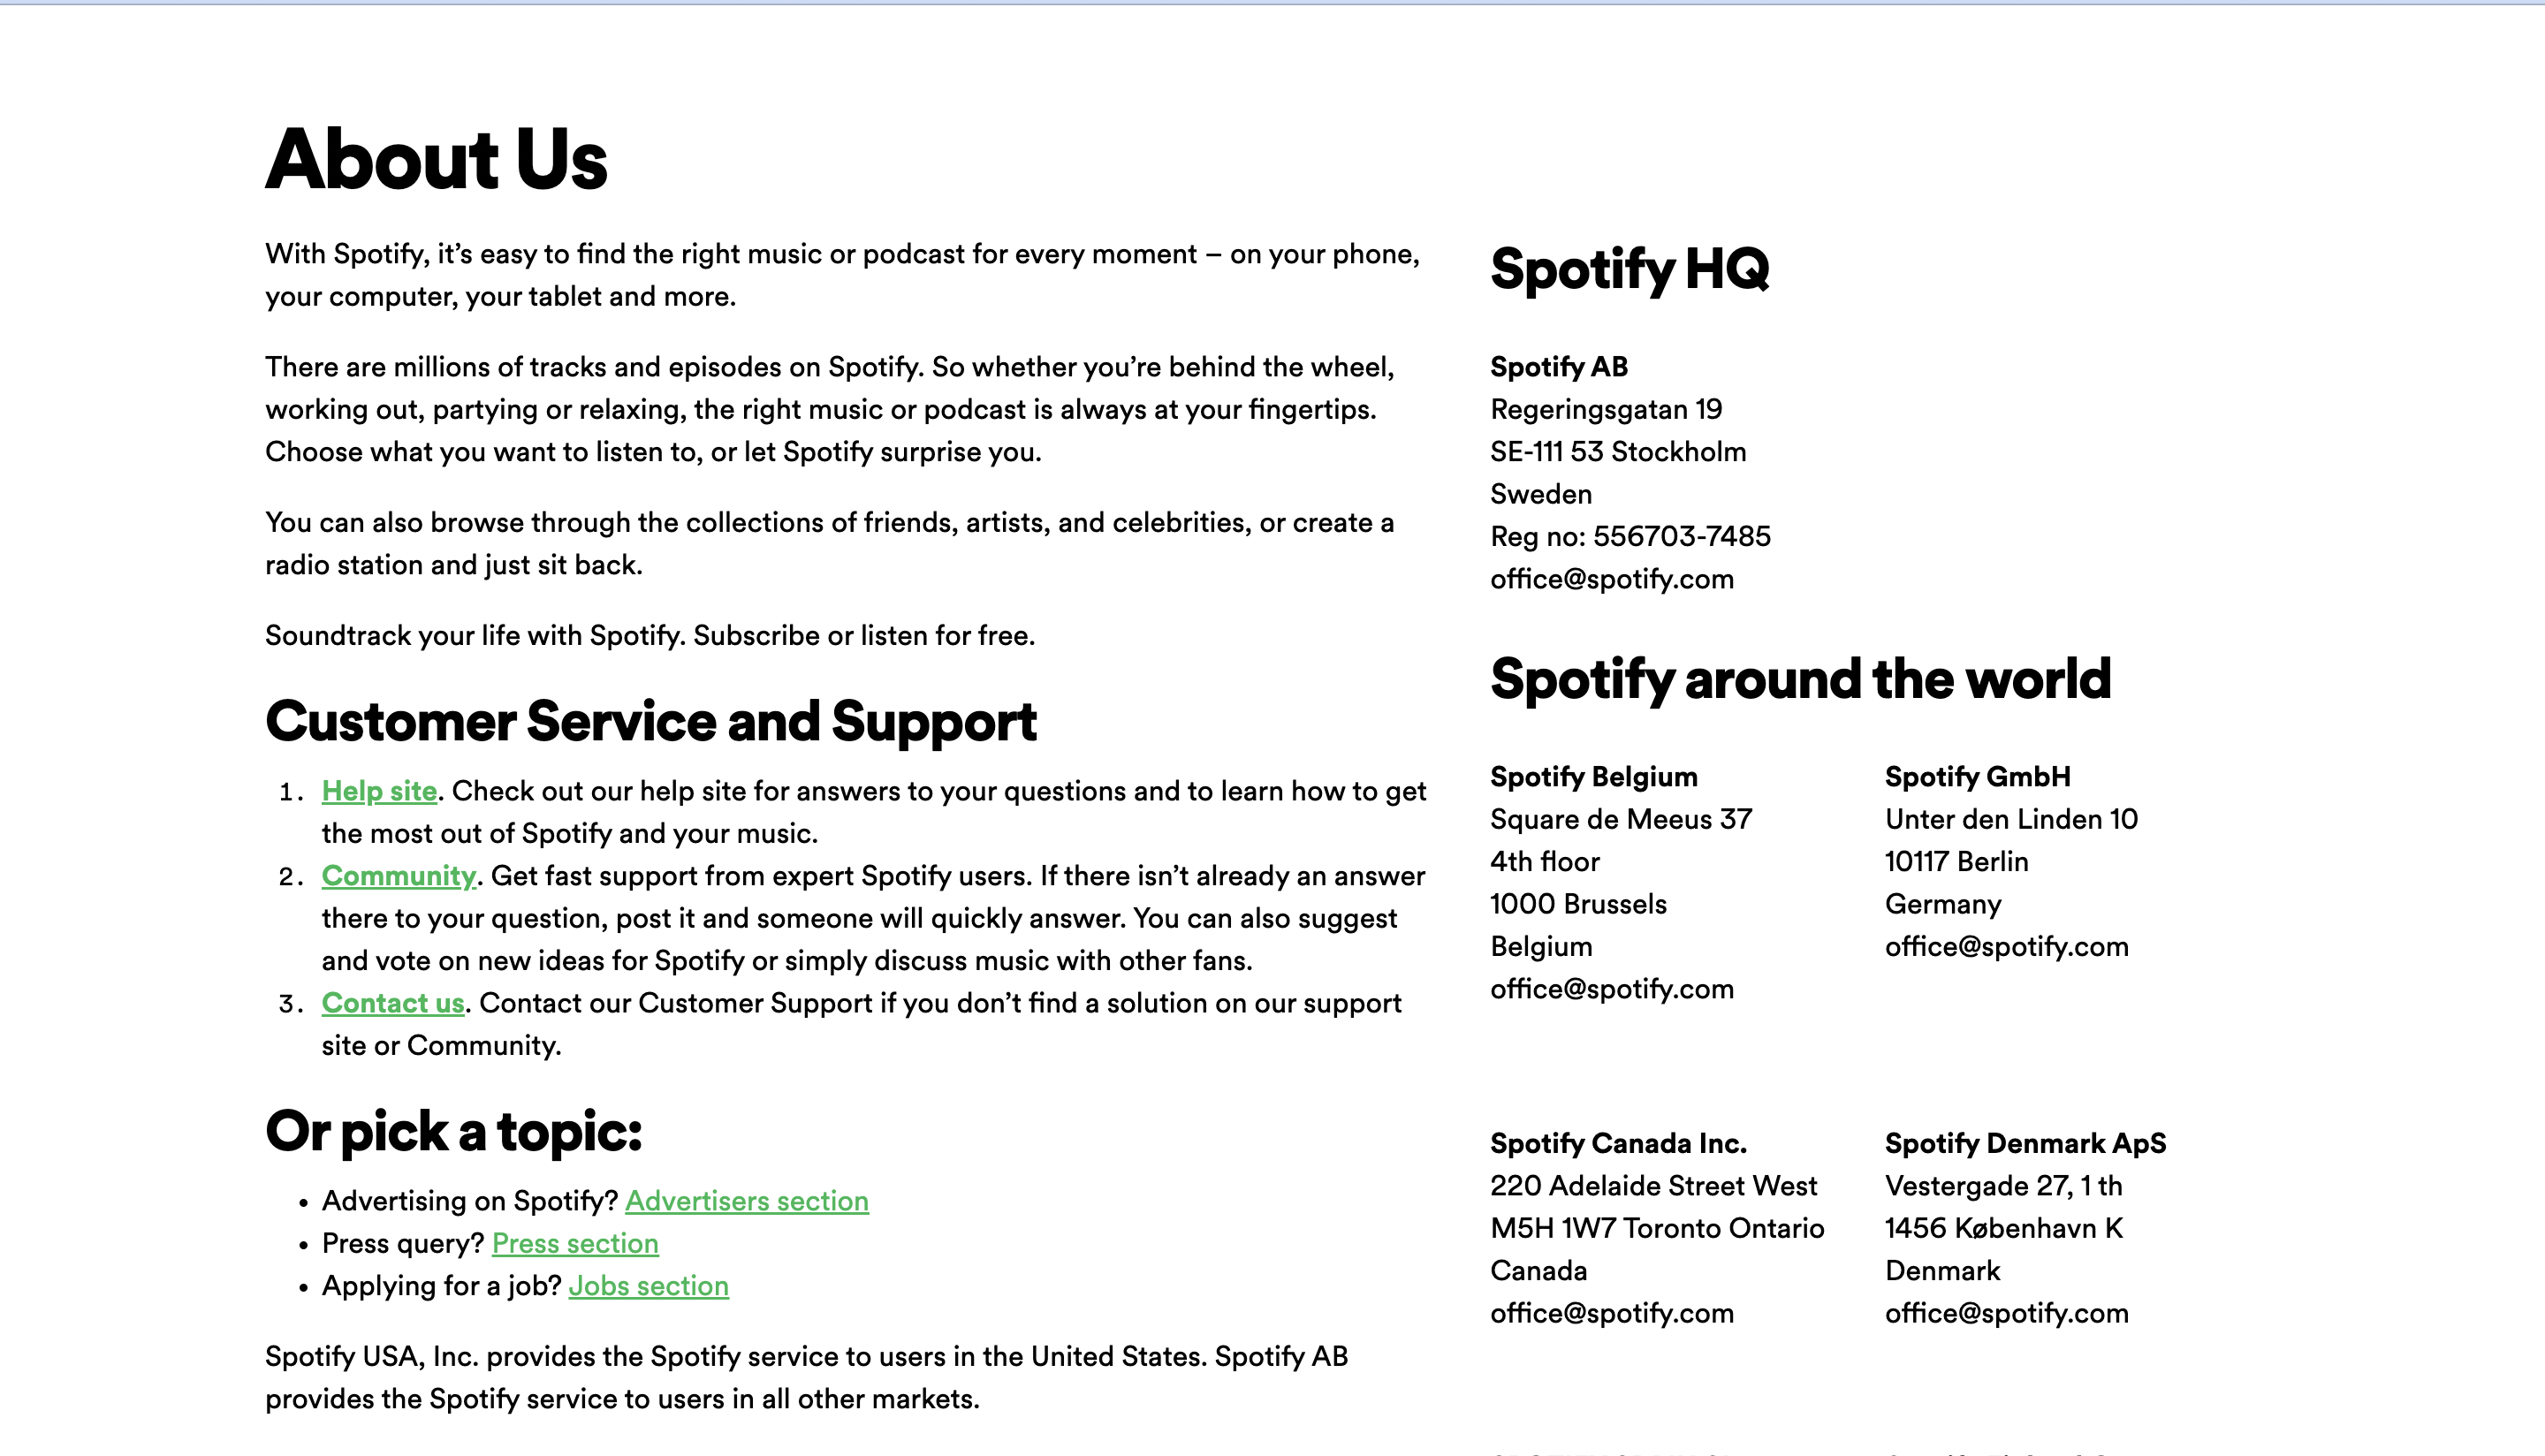 About Us
With Spotify, it’s easy to find the right music or podcast for every moment – on your phone,
your computer, your tablet and more.
There are millions of tracks and episodes on Spotify. So whether you’re behind the wheel,
working out, partying or relaxing, the right music or podcast is always at your fingertips.
Choose what you want to listen to, or let Spotify surprise you.
You can also browse through the collections of friends, artists, and celebrities, or create a
radio station and just sit back.
Soundtrack your life with Spotify. Subscribe or listen for free.
Customer Service and Support
1. Help site. Check out our help site for answers to your questions and to learn how to get
the most out of Spotify and your music.
2. Community. Get fast support from expert Spotify users. If there isn’t already an answer
there to your question, post it and someone will quickly answer. You can also suggest
and vote on new ideas for Spotify or simply discuss music with other fans.
3. Contact us. Contact our Customer Support if you don’t find a solution on our support
site or Community.
Or pick a topic:
• Advertising on Spotify? Advertisers section
• Press query? Press section
• Applying for a job? Jobs section
Spotify USA, Inc. provides the Spotify service to users in the United States. Spotify AB
provides the Spotify service to users in all other markets.
Spotify HQ
Spotify AB
Regeringsgatan 19
SE-111 53 Stockholm
Sweden
Reg no: 556703-7485
office@spotify.com
Spotify around the world
Spotify Belgium
Square de Meeus 37
4th floor
1000 Brussels
Belgium
office@spotify.com
Spotify GmbH
Unter den Linden 10
10117 Berlin
Germany
office@spotify.com
Spotify Canada Inc.
220 Adelaide Street West
M5H 1W7 Toronto Ontario
Canada
office@spotify.com
Spotify Denmark ApS
Vestergade 27, 1 th
1456 København K
Denmark
office@spotify.com